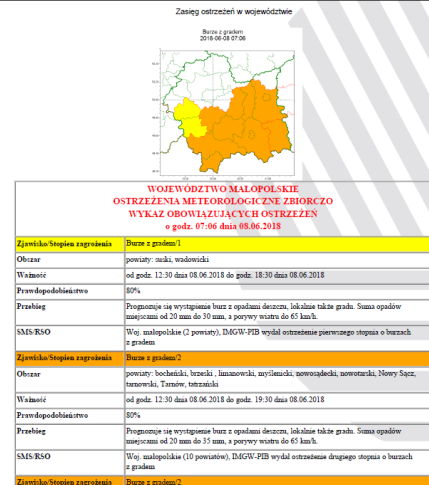 Zasięg ostrzeżeń w województwie
Burze z gradem
2018-06-08 07:06
WOJEWÓDZTWO MAŁOPOLSKIE
OSTRZEŻENIA METEOROLOGICZNE ZBIORCZO
WYKAZ OBOWIĄZUJĄCYCH OSTRZEŻEŃ
o godz. 07:06 dnia 08.06.2018
Zjawisko/Stopień zagrożenia Burze z gradem/1
Obszar powiaty: suski, wadowicki
Ważność od godz. 12:30 dnia 08.06.2018 do godz. 18:30 dnia 08.06.2018
Prawdopodobieństwo 80%
Przebieg Prognozuje się wystąpienie burz z opadami deszczu, lokalnie także gradu. Suma opadów
miejscami od 20 mm do 30 mm, a porywy wiatru do 65 km/h.
SMS/RSO Woj. małopolskie (2 powiaty), IMGW-PIB wydał ostrzeżenie pierwszego stopnia o burzach
z gradem
Zjawisko/Stopień zagrożenia Burze z gradem/2
Obszar powiaty: bocheński, brzeski , limanowski, myślenicki, nowosądecki, nowotarski, Nowy Sącz,
tarnowski, Tarnów, tatrzański
Ważność od godz. 12:30 dnia 08.06.2018 do godz. 19:30 dnia 08.06.2018
Prawdopodobieństwo 80%
Przebieg Prognozuje się wystąpienie burz z opadami deszczu, lokalnie także gradu. Suma opadów
miejscami od 20 mm do 35 mm, a porywy wiatru do 65 km/h.
SMS/RSO Woj. małopolskie (10 powiatów), IMGW-PIB wydał ostrzeżenie drugiego stopnia o burzach
z gradem
Zjawisko/Stopień zagrożenia Burze z gradem/2